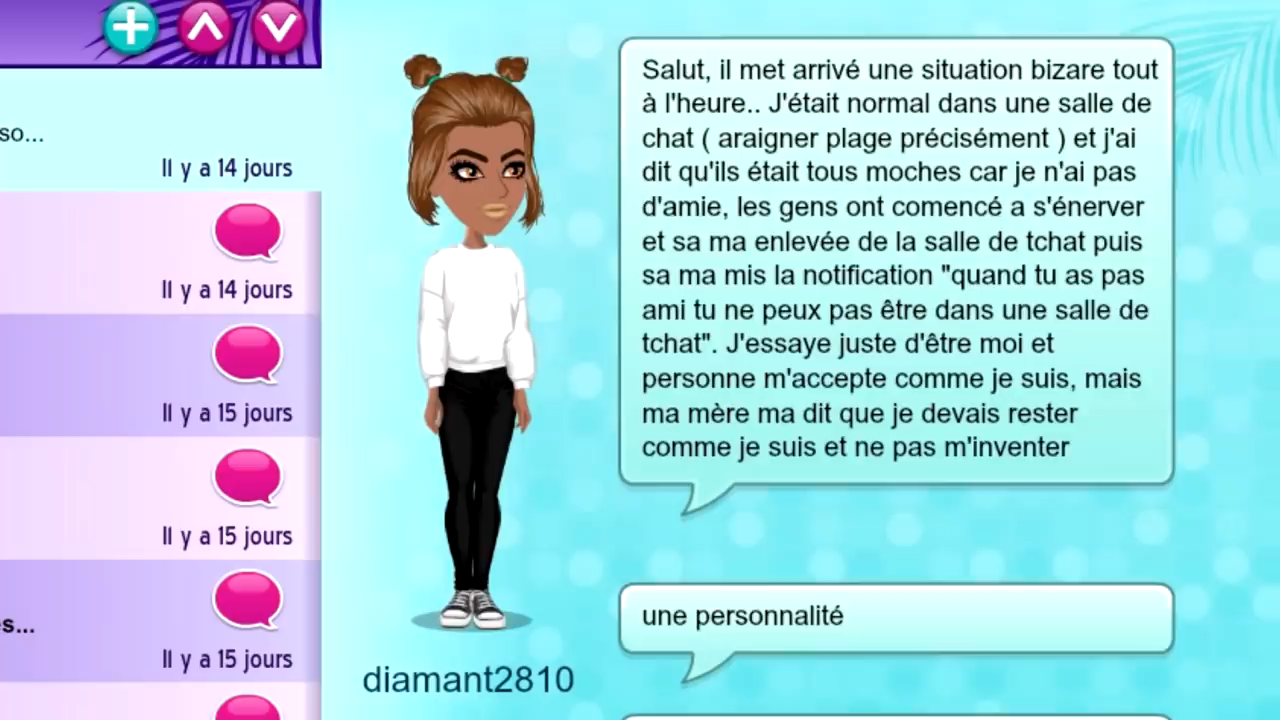 so...
Il y a 14 jours
Il y a 14 jours
Il y a 15 jours
Il y a 15 jours
s...
Il y a 15 jours
diamant2810
Salut, il met arrivé une situation bizare tout
à l'heure.. J'était normal dans une salle de
chat ( araigner plage précisément ) et j'ai
dit qu'ils était tous moches car je n'ai pas
d'amie, les gens ont comencé a s'énerver
et sa ma enlevée de la salle de tchat puis
sa ma mis la notification "quand tu as pas
ami tu ne peux pas être dans une salle de
tchat". J'essaye juste d'être moi et
personne m'accepte comme je suis, mais
ma mère ma dit que je devais rester
comme je suis et ne pas m'inventer
une personnalité